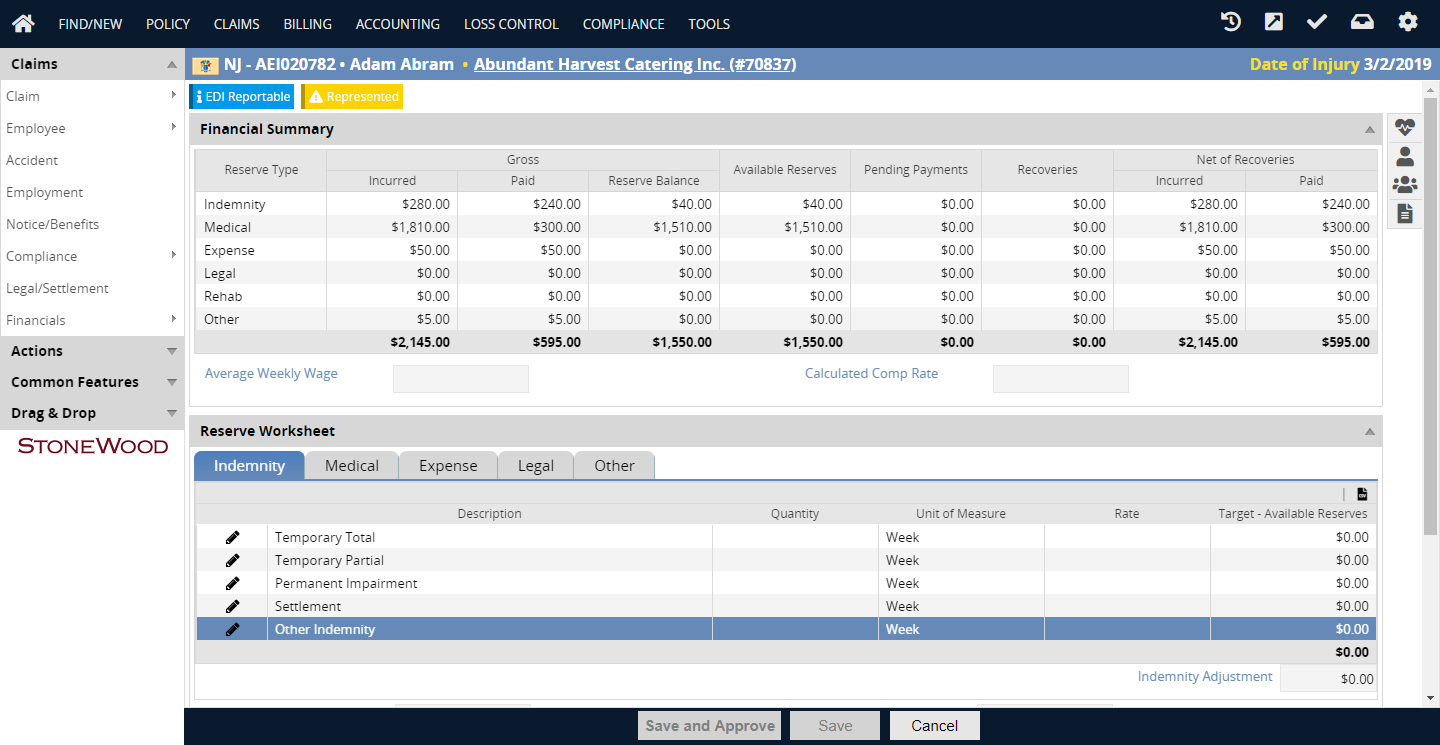 FIND/NEW POLICY CLAIMS BILLING ACCOUNTING LOSS CONTROL COMPLIANCE TOOLS
Claims
Claim
Employee
Accident
Employment
Notice/Benefits
Compliance
Legal/Settlement
Financials
Actions
Common Features
Drag & Drop
STONEWOOD
NJ - AEI020782 • Adam Abram • Abundant Harvest Catering Inc. (#70837) Date of Injury 3/2/2019
EDI Reportable Represented
Financial Summary
Reserve Type Gross Available Reserves Pending Payments Recoveries Net of Recoveries
Incurred Paid Reserve Balance Incurred Paid
Indemnity $280.00 $240.00 $40.00 $40.00 $0.00 $0.00 $280.00 $240.00
Medical $1,810.00 $300.00 $1,510.00 $1,510.00 $0.00 $0.00 $1,810.00 $300.00
Expense $50.00 $50.00 $0.00 $0.00 $0.00 $0.00 $50.00 $50.00
Legal $0.00 $0.00 $0.00 $0.00 $0.00 $0.00 $0.00 $0.00
Rehab $0.00 $0.00 $0.00 $0.00 $0.00 $0.00 $0.00 $0.00
Other $5.00 $5.00 $0.00 $0.00 $0.00 $0.00 $5.00 $5.00
$2,145.00 $595.00 $1,550.00 $1,550.00 $0.00 $0.00 $2,145.00 $595.00
Average Weekly Wage Calculated Comp Rate
Reserve Worksheet
Indemnity Medical Expense Legal Other
Description Quantity Unit of Measure Rate Target - Available Reserves
Temporary Total Week $0.00
Temporary Partial Week $0.00
Permanent Impairment Week $0.00
Settlement Week $0.00
Other Indemnity Week $0.00
$0.00
Indemnity Adjustment $0.00
Save and Approve Save Cancel